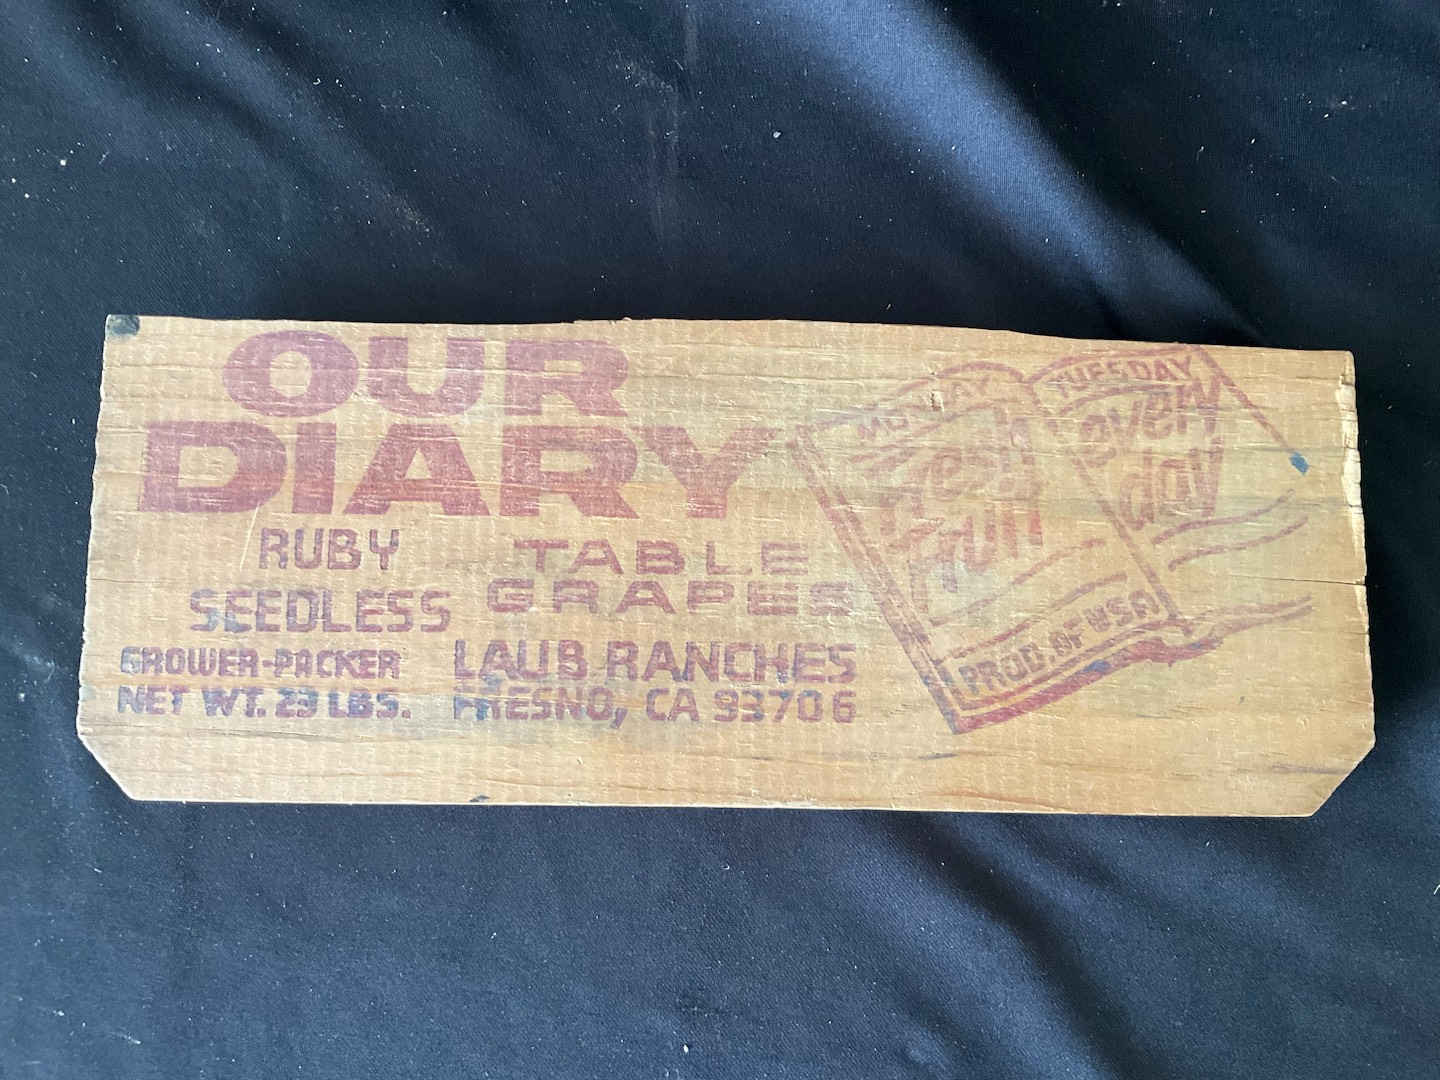 OUR
DIARY
RUBY
SEEDLESS
TABLE
GRAPES
GROWER-PACKER
NET WT. 23 LBS.
LAUB RANCHES
FRESNO, CA 93706
MONDAY
Fresh
Fruit
TUESDAY
every
day
PROD. OF USA